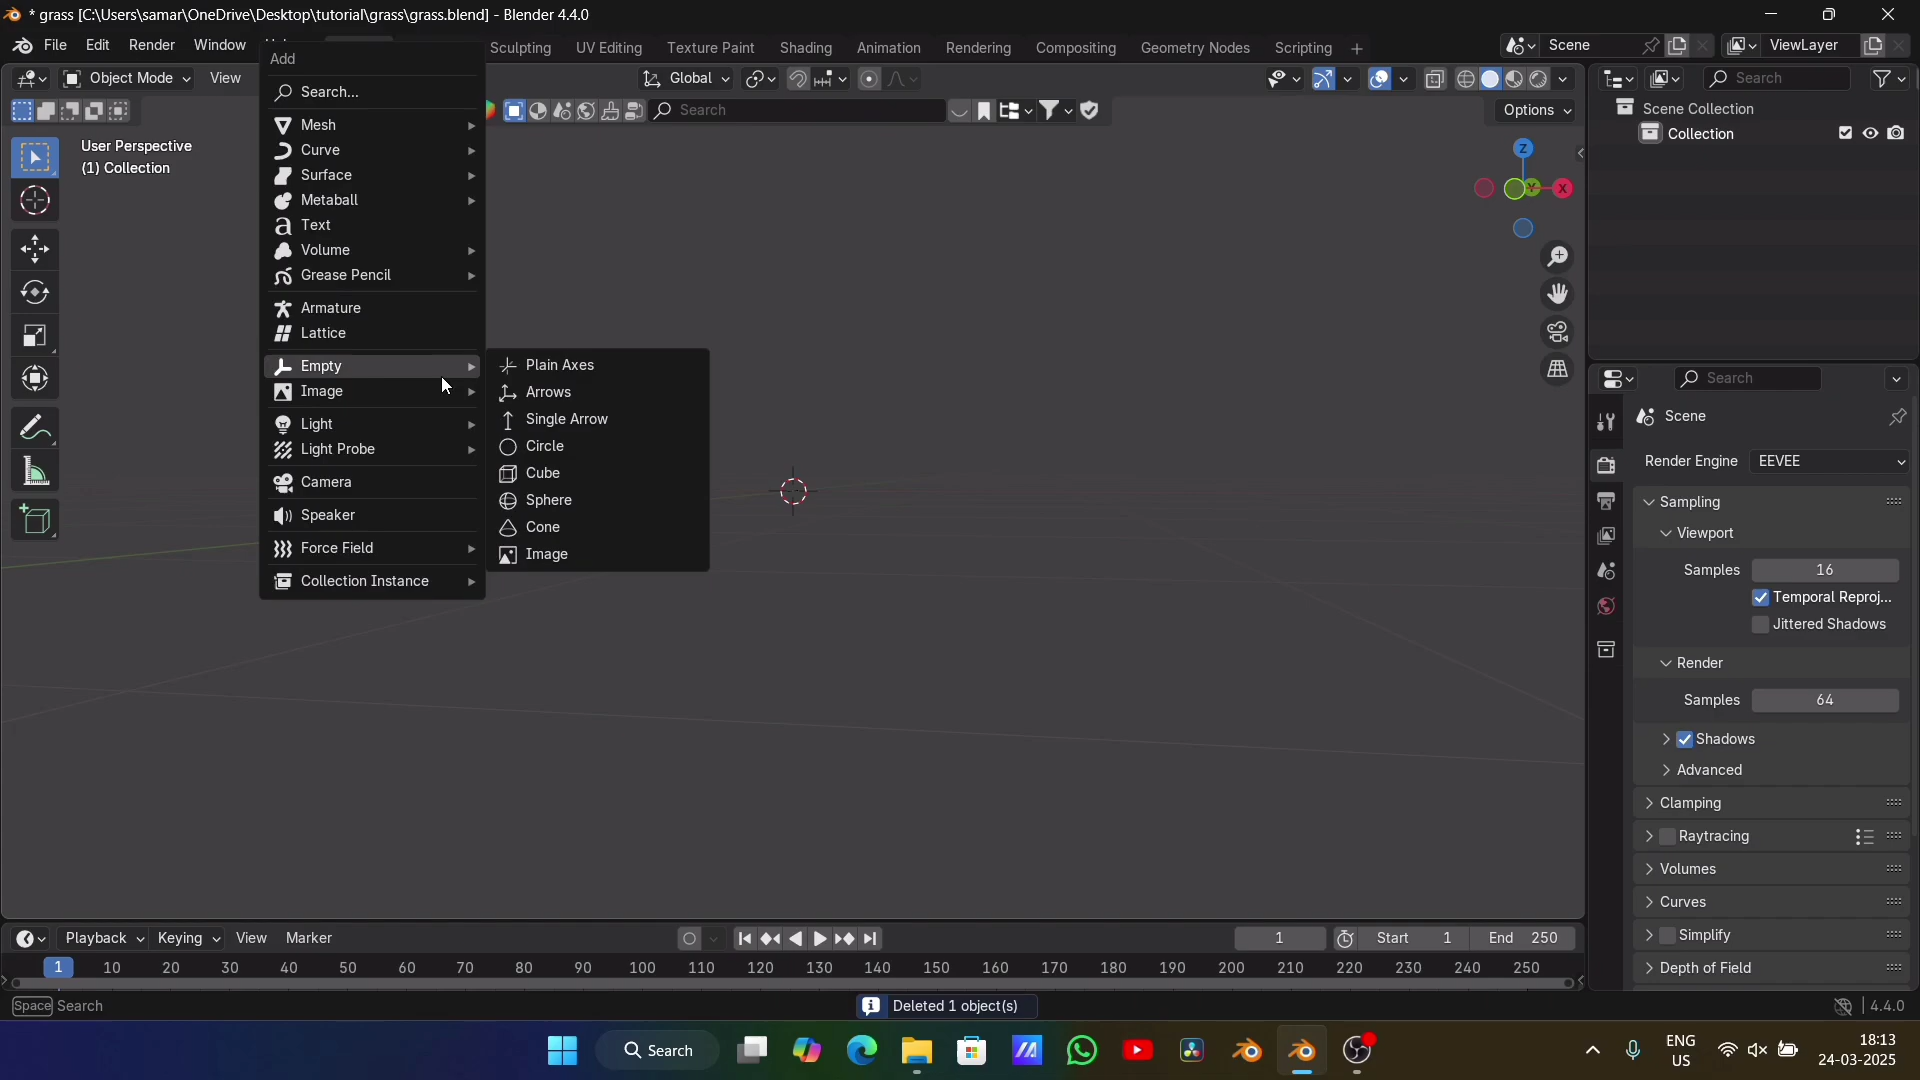 * grass [C:\Users\samar\OneDrive\Desktop\tutorial\grass\grass.blend] - Blender 4.4.0
File Edit Render Window
Sculpting UV Editing Texture Paint Shading Animation Rendering Compositing Geometry Nodes Scripting +
Scene
ViewLayer
Object Mode View
Global
Search
Search
Options
User Perspective
(1) Collection
Add
Search...
Mesh
Curve
Surface
Metaball
Text
Volume
Grease Pencil
Armature
Lattice
Empty
Image
Light
Light Probe
Camera
Speaker
Force Field
Collection Instance
Plain Axes
Arrows
Single Arrow
Circle
Cube
Sphere
Cone
Image
Z
Y
X
Scene Collection
Collection
Search
Scene
Render Engine EEVEE
Sampling
Viewport
Samples 16
Temporal Reproj...
Jittered Shadows
Render
Samples 64
Shadows
Advanced
Clamping
Raytracing
Volumes
Curves
Simplify
Depth of Field
Playback Keying View Marker
1
Start 1 End 250
1 10 20 30 40 50 60 70 80 90 100 110 120 130 140 150 160 170 180 190 200 210 220 230 240 250
Space Search
Deleted 1 object(s)
4.4.0
Search
ENG
US
18:13
24-03-2025